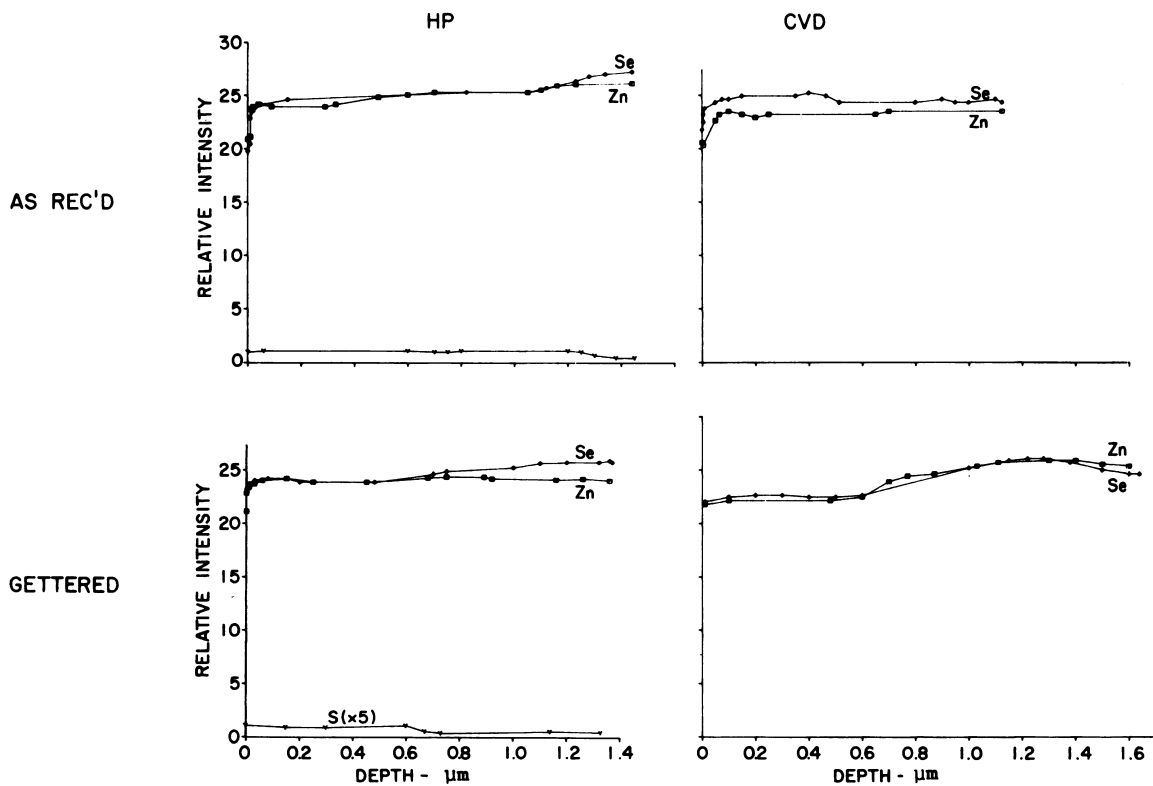 HP
CVD
AS REC'D
RELATIVE INTENSITY
30
25
20
15
10
5
0
Se
Zn
Se
Zn
GETTERED
RELATIVE INTENSITY
25
20
15
10
5
0
Se
Zn
S(×5)
0 0.2 0.4 0.6 0.8 1.0 1.2 1.4
DEPTH - µm
Zn
Se
0 0.2 0.4 0.6 0.8 1.0 1.2 1.4 1.6
DEPTH - µm